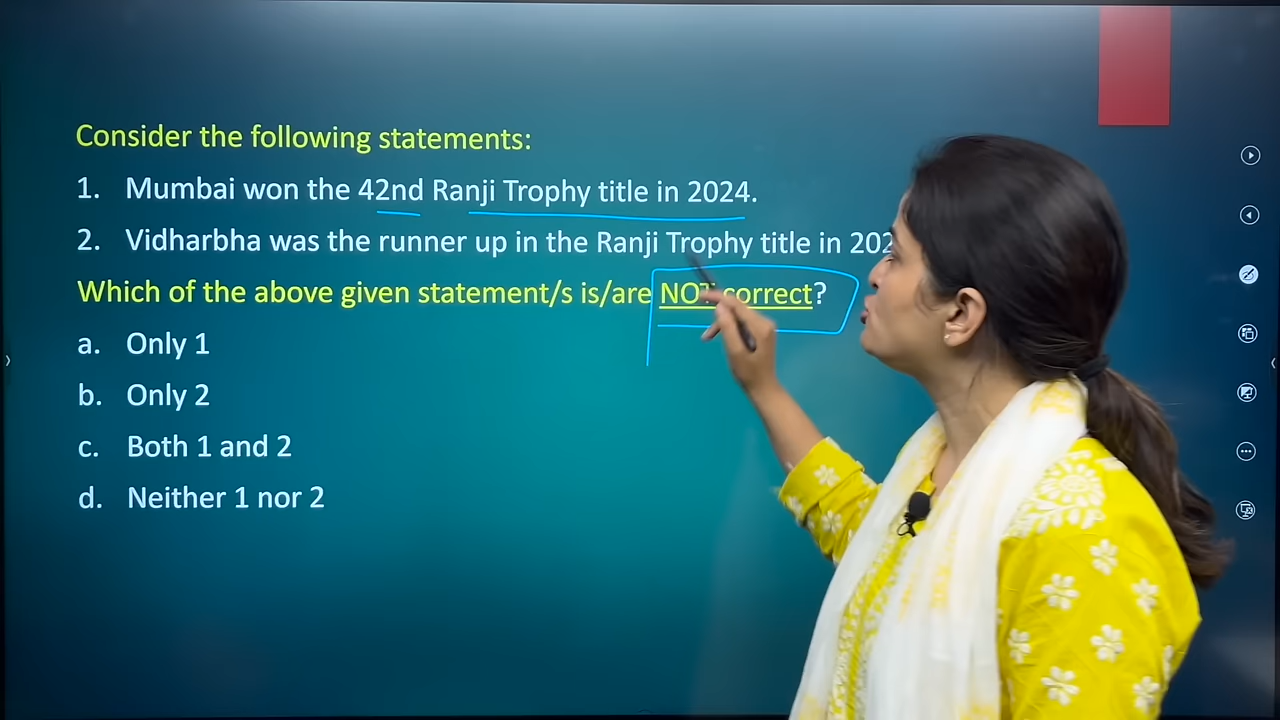 Consider the following statements:
1. Mumbai won the 42nd Ranji Trophy title in 2024.
2. Vidharbha was the runner up in the Ranji Trophy title in
Which of the above given statement/s is/are NOT correct?
a. Only 1
b. Only 2
c. Both 1 and 2
d. Neither 1 nor 2